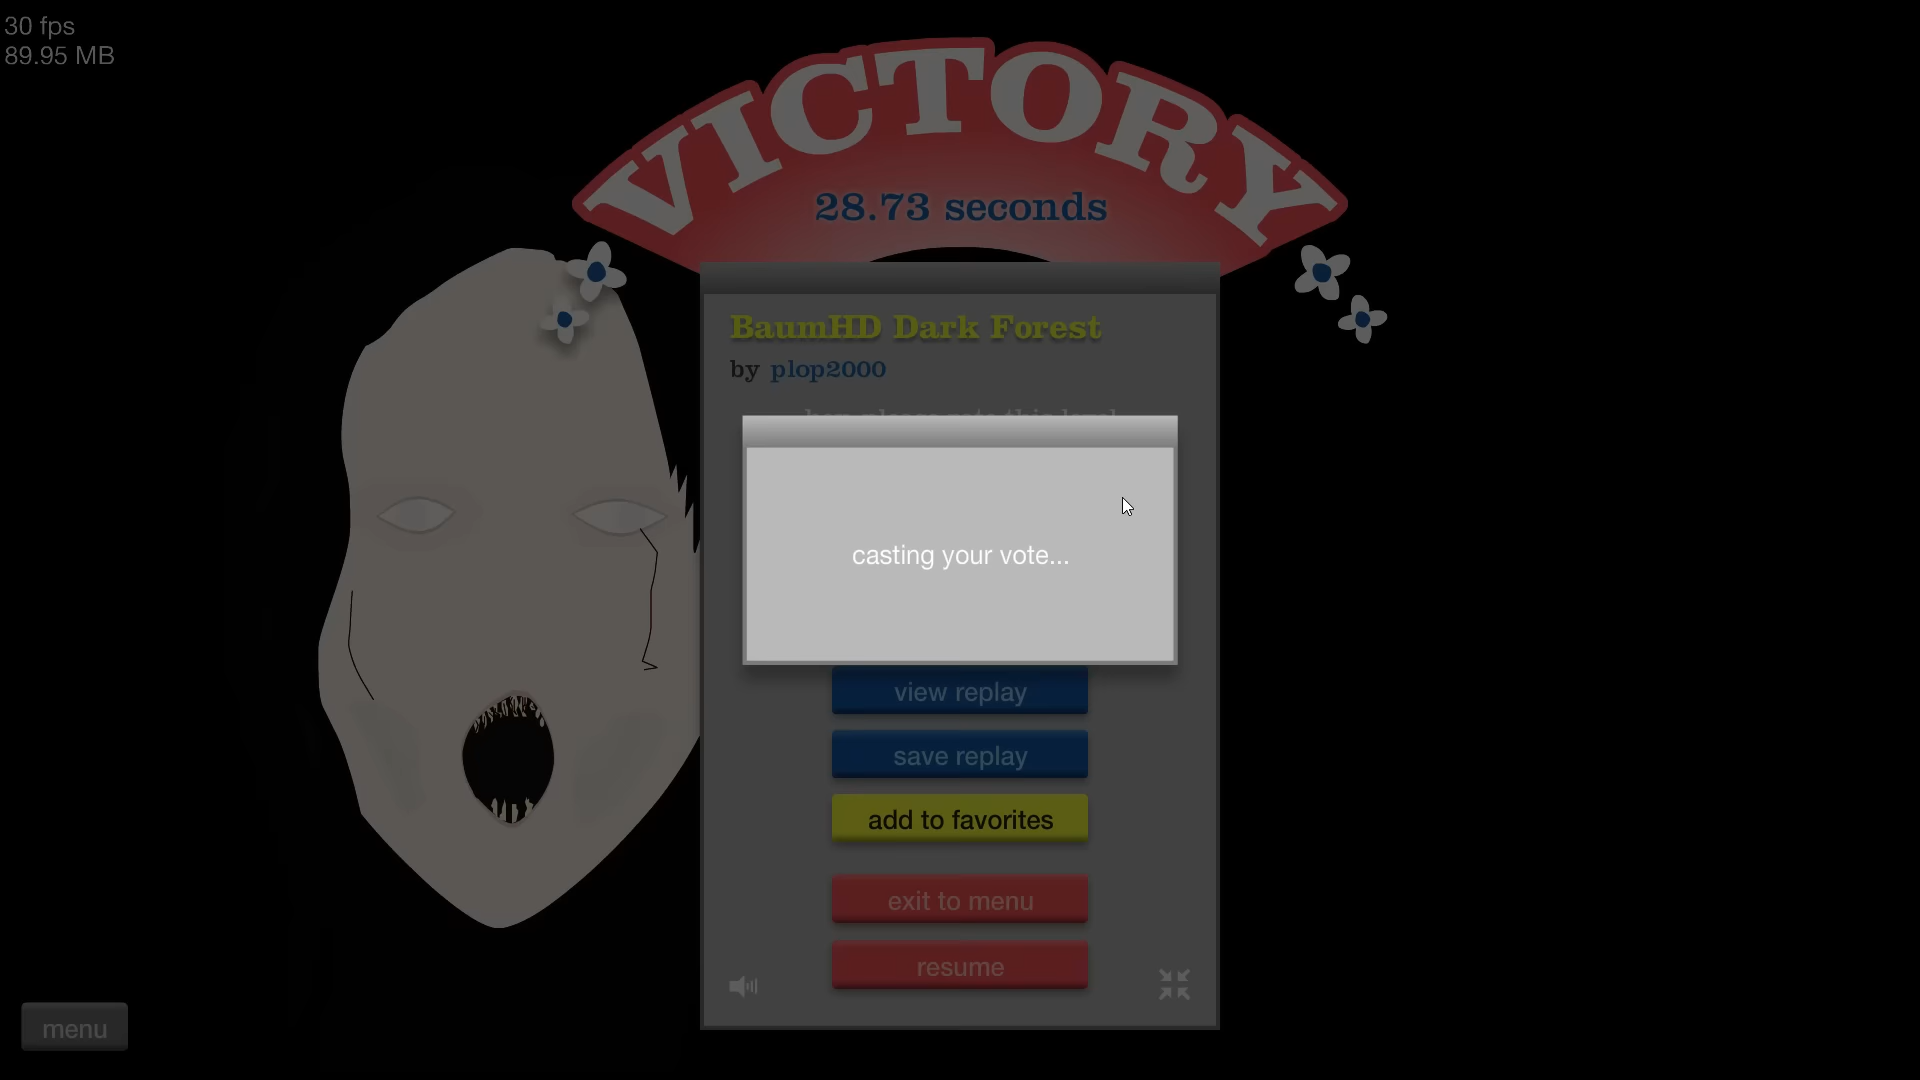 30 fps
89.95 MB
VICTORY
28.73 seconds
BaumHD Dark Forest
by plop2000
casting your vote...
view replay
save replay
add to favorites
exit to menu
resume
menu